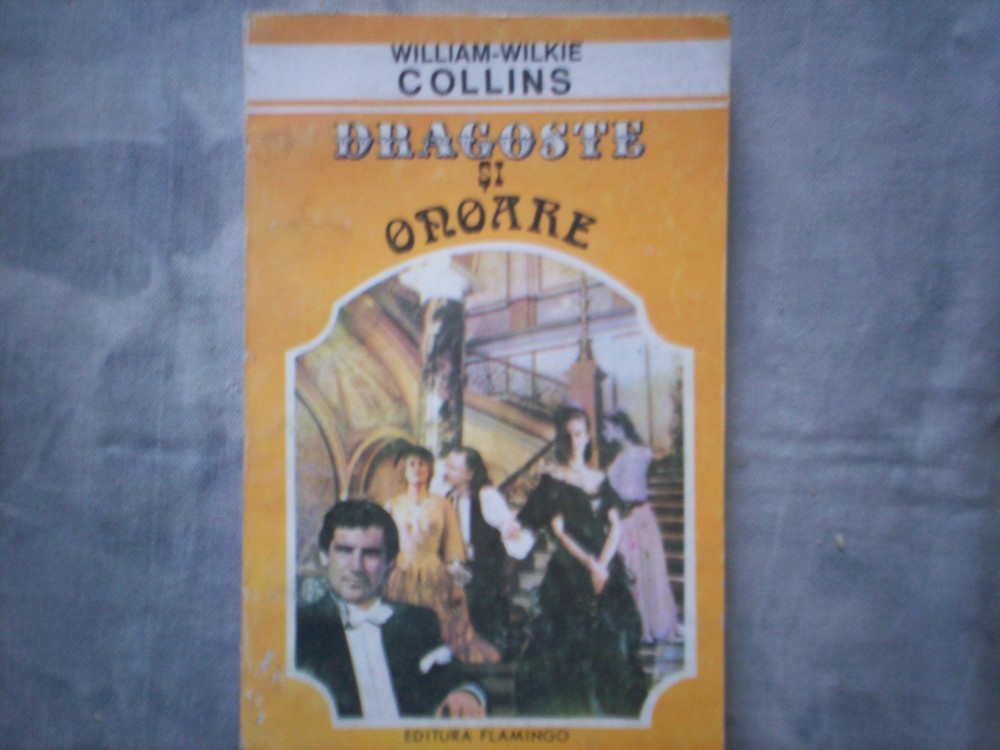 WILLIAM-WILKIE
COLLINS
DRAGOSTE
ȘI
ONOARE
EDITURA FLAMINGO